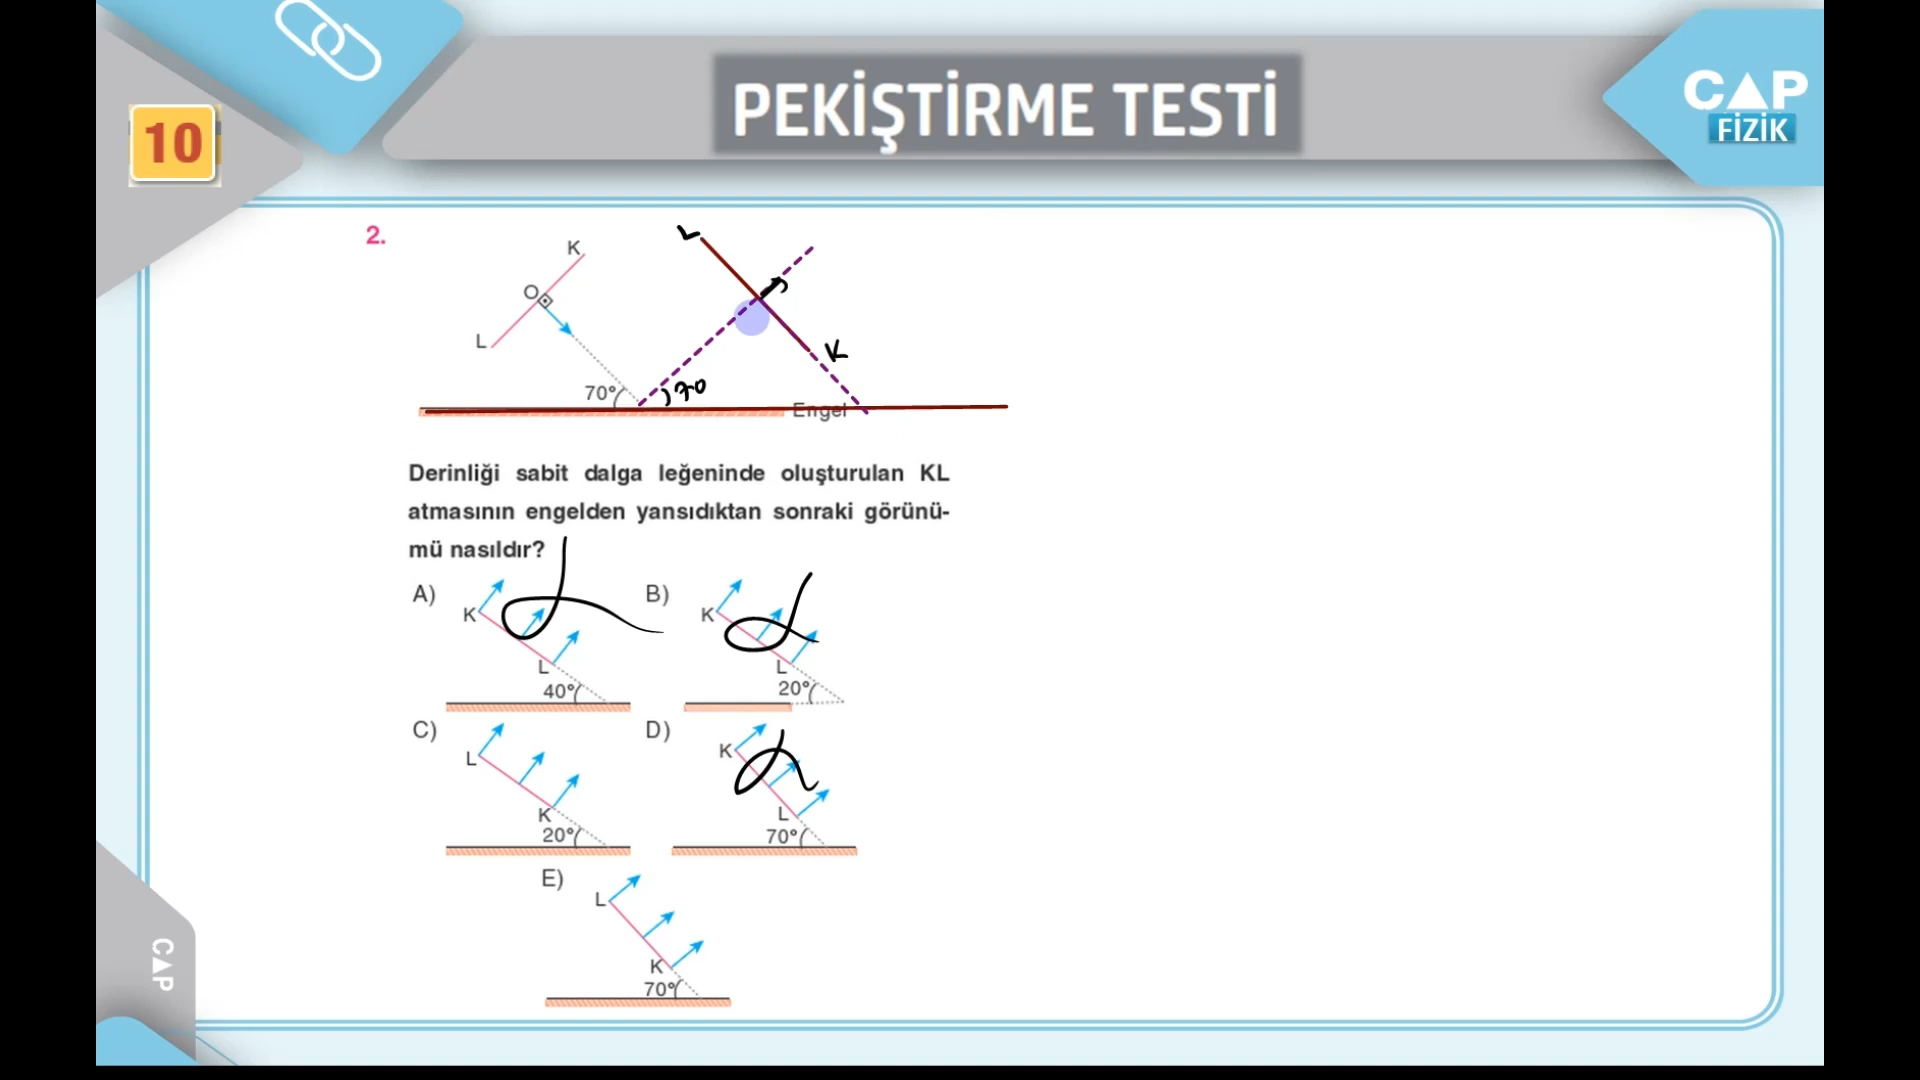 PEKİŞTİRME TESTİ
CAP
FİZİK
10
2.
K
O
L
70°
L
K
70
Engel
Derinliği sabit dalga leğeninde oluşturulan KL
atmasının engelden yansıdıktan sonraki görünü-
mü nasıldır?
A)
K
L
40°
B)
K
L
20°
C)
L
K
20°
D)
K
L
70°
E)
L
K
70°
CAP